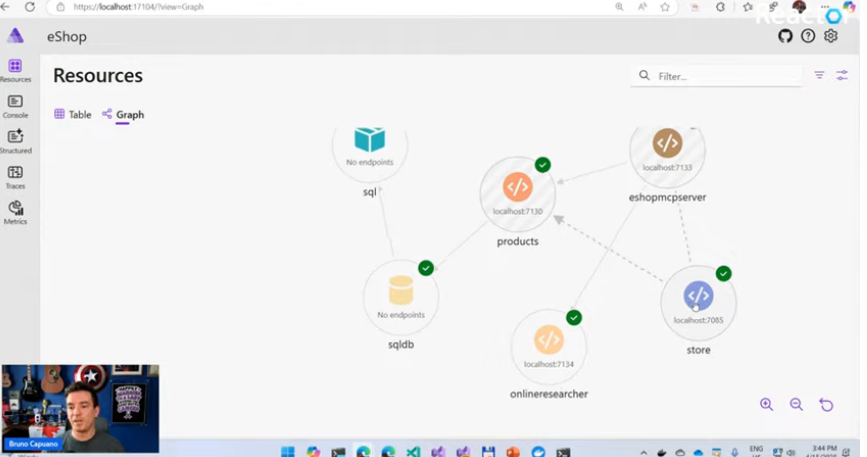 https://localhost:17104/?view=Graph
Reactor
eShop
Resources
Filter...
Resources
Console
Structured
Traces
Metrics
Table
Graph
No endpoints
sql
localhost:7130
products
localhost:7133
eshopmcpserver
No endpoints
sqldb
localhost:7134
onlineresearcher
localhost:7085
store
Bruno Capuano
ENG
3:44 PM